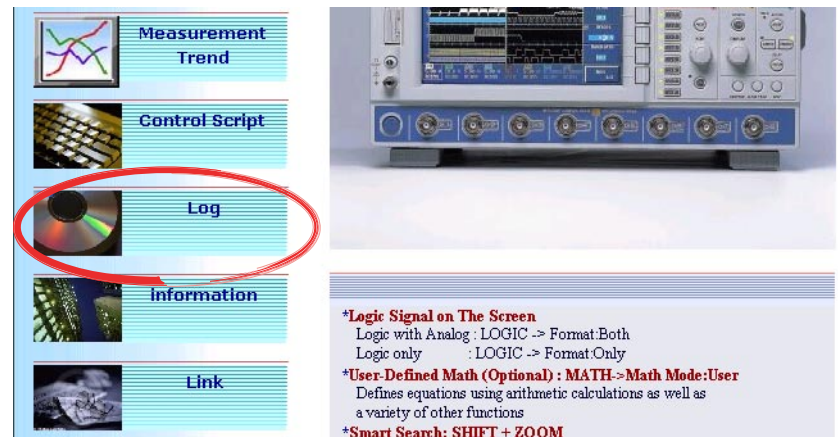 Measurement
Trend
Control Script
Log
information
Link
*Logic Signal on The Screen
Logic with Analog : LOGIC -> Format:Both
Logic only : LOGIC -> Format:Only
*User-Defined Math (Optional) : MATH->Math Mode:User
Defines equations using arithmetic calculations as well as
a variety of other functions
*Smart Search: SHIFT + ZOOM